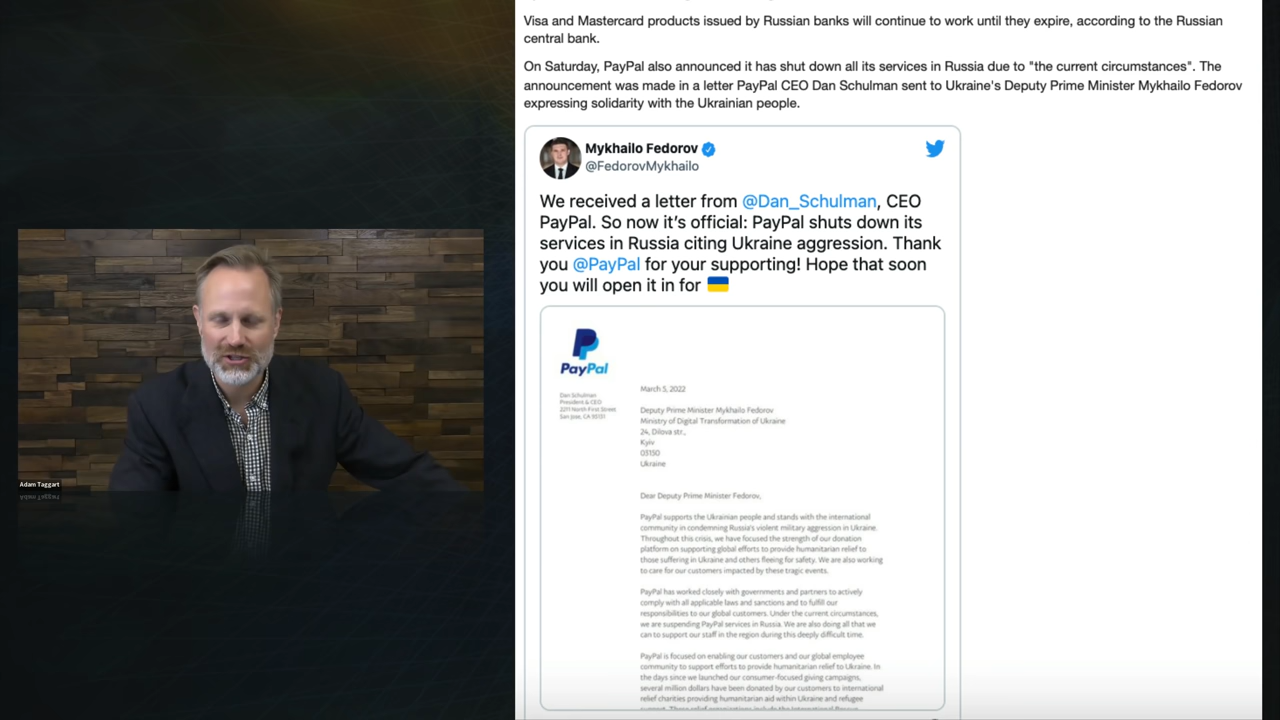 Visa and Mastercard products issued by Russian banks will continue to work until they expire, according to the Russian
central bank.
On Saturday, PayPal also announced it has shut down all its services in Russia due to "the current circumstances". The
announcement was made in a letter PayPal CEO Dan Schulman sent to Ukraine's Deputy Prime Minister Mykhailo Fedorov
expressing solidarity with the Ukrainian people.
Mykhailo Fedorov
@FedorovMykhailo
We received a letter from @Dan_Schulman, CEO
PayPal. So now it's official: PayPal shuts down its
services in Russia citing Ukraine aggression. Thank
you @PayPal for your supporting! Hope that soon
you will open it in for
PayPal
March 5, 2022
Dan Schulman
President & CEO
2211 North First Street
San Jose, CA 95131
Deputy Prime Minister Mykhailo Fedorov
Ministry of Digital Transformation of Ukraine
24, Dilova str.,
Kyiv
03150
Ukraine
Dear Deputy Prime Minister Fedorov,
PayPal supports the Ukrainian people and stands with the international
community in condemning Russia's violent military aggression in Ukraine.
Throughout this crisis, we have focused the strength of our donation
platform on supporting global efforts to provide humanitarian relief to
those suffering in Ukraine and others fleeing for safety. We are also working
to care for our customers impacted by these tragic events.
PayPal has worked closely with governments and partners to actively
comply with all applicable laws and sanctions and to fulfill our
responsibilities to our global customers. Under the current circumstances,
we are suspending PayPal services in Russia. We are also doing all that we
can to support our staff in the region during this deeply difficult time.
PayPal is focused on enabling our customers and our global employee
community to support efforts to provide humanitarian relief to Ukraine. In
the days since we launched our consumer-focused giving campaigns,
several million dollars have been donated by our customers to international
relief charities providing humanitarian aid within Ukraine and refugee
Adam Taggart